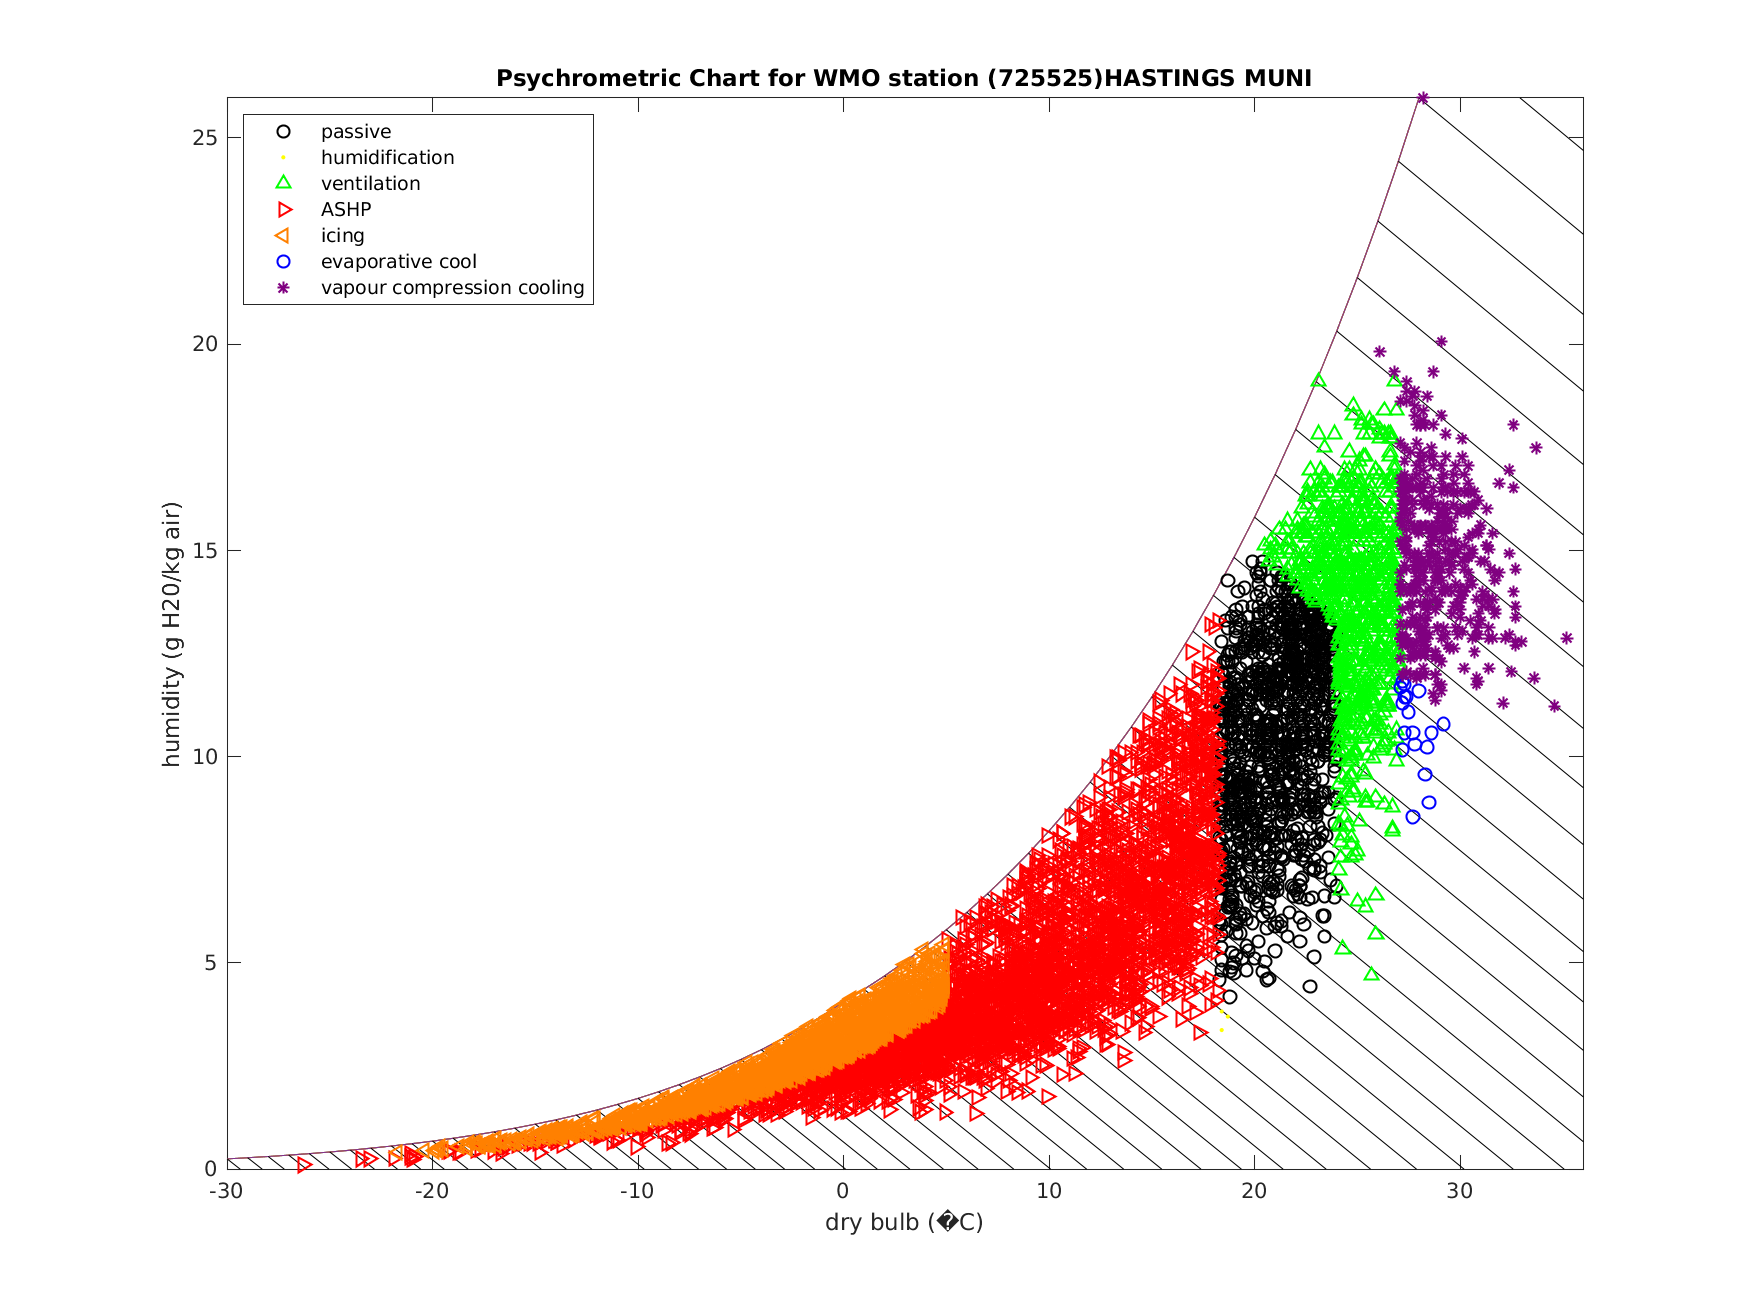 Psychrometric Chart for WMO station (725525)HASTINGS MUNI
passive
humidification
ventilation
ASHP
icing
evaporative cool
vapour compression cooling
25
20
15
10
5
0
humidity (g H20/kg air)
-30 -20 -10 0 10 20 30
dry bulb (�C)